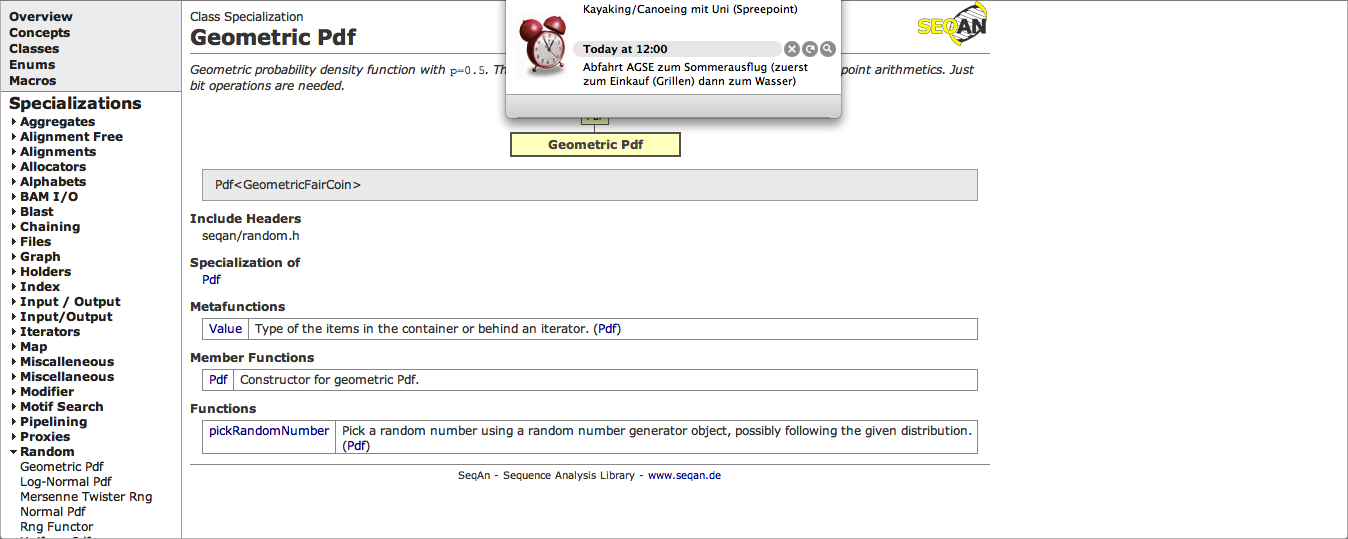 Overview
Concepts
Classes
Enums
Macros
Specializations
Aggregates
Alignment Free
Alignments
Allocators
Alphabets
BAM I/O
Blast
Chaining
Files
Graph
Holders
Index
Input / Output
Input/Output
Iterators
Map
Miscalleneous
Miscellaneous
Modifier
Motif Search
Pipelining
Proxies
Random
Geometric Pdf
Log-Normal Pdf
Mersenne Twister Rng
Normal Pdf
Rng Functor
Class Specialization
Geometric Pdf
SEQAN
Geometric probability density function with p=0.5. point arithmetics. Just
bit operations are needed.
Kayaking/Canoeing mit Uni (Spreepoint)
Today at 12:00
Abfahrt AGSE zum Sommerausflug (zuerst
zum Einkauf (Grillen) dann zum Wasser)
Geometric Pdf
Pdf<GeometricFairCoin>
Include Headers
seqan/random.h
Specialization of
Pdf
Metafunctions
Value Type of the items in the container or behind an iterator. (Pdf)
Member Functions
Pdf Constructor for geometric Pdf.
Functions
pickRandomNumber Pick a random number using a random number generator object, possibly following the given distribution.
(Pdf)
SeqAn - Sequence Analysis Library - www.seqan.de